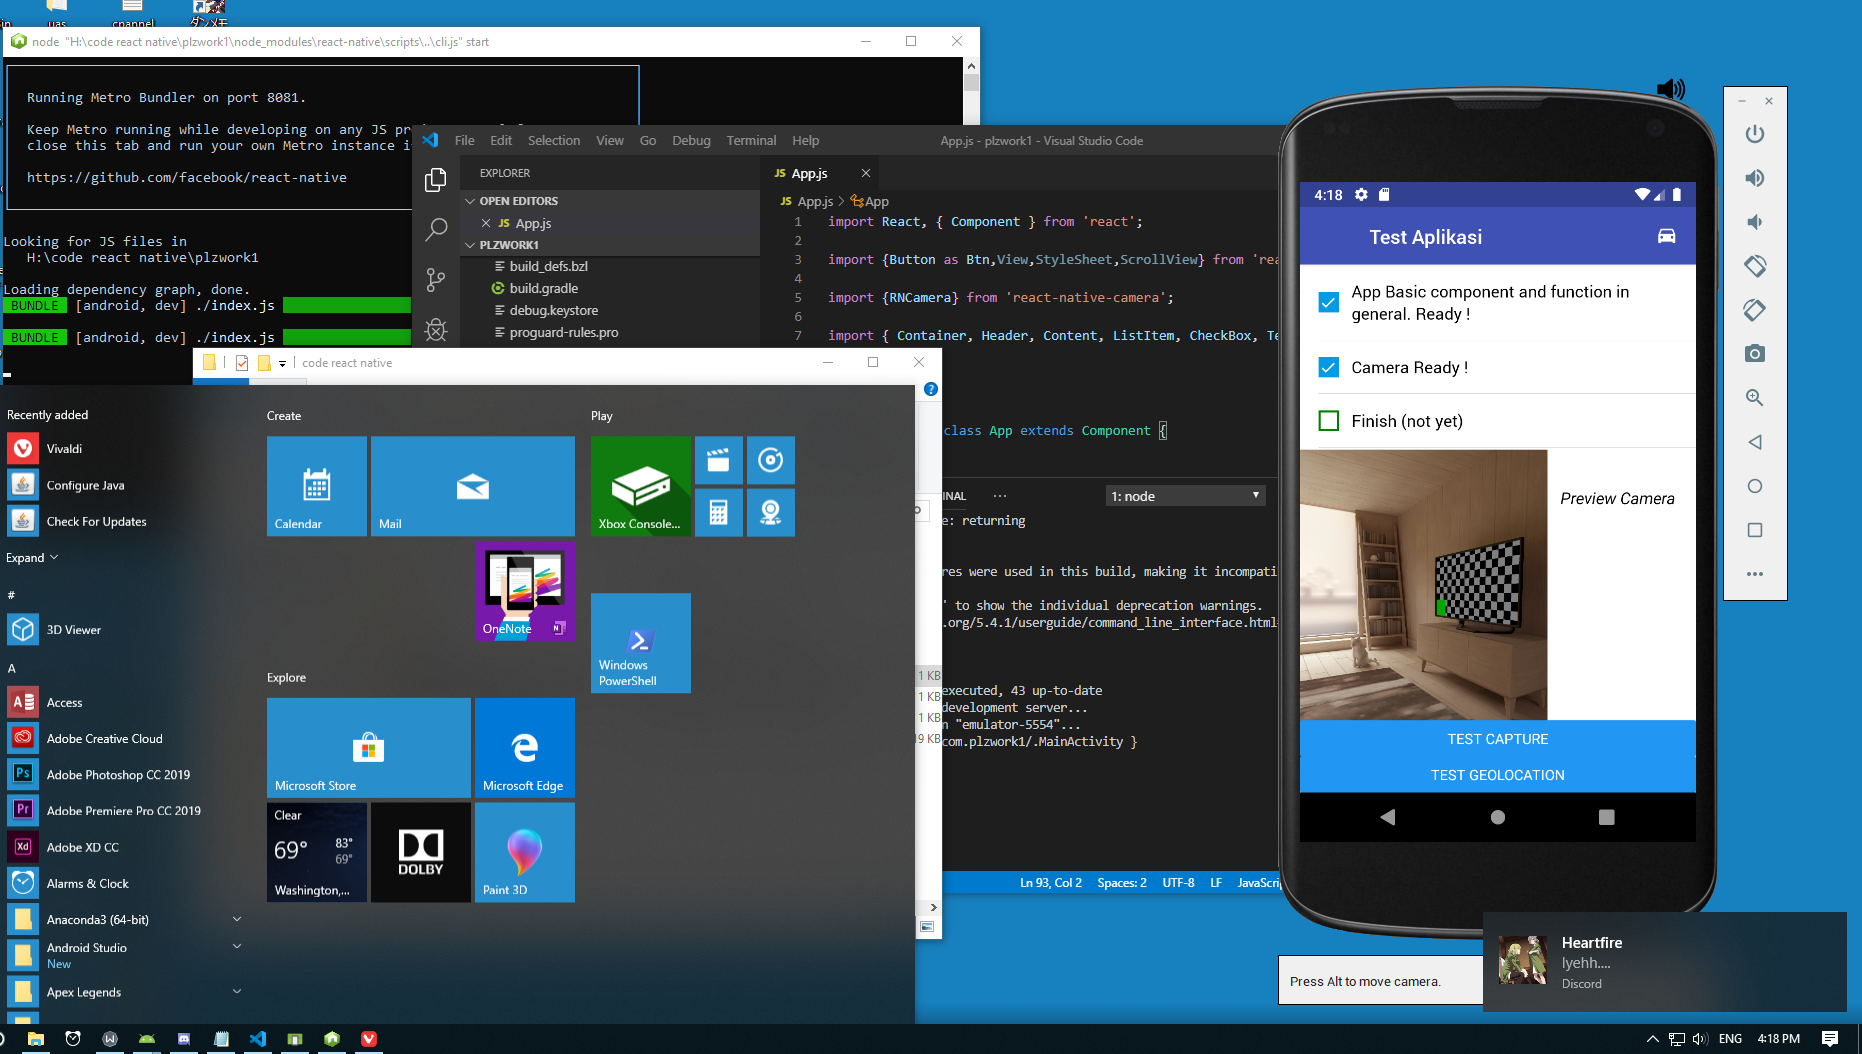 uas
cpannel
ダンメモ
node "H:\code react native\plzwork1\node_modules\react-native\scripts\..\cli.js" start
Running Metro Bundler on port 8081.
Keep Metro running while developing on any JS
close this tab and run your own Metro instance
https://github.com/facebook/react-native
Looking for JS files in
H:\code react native\plzwork1
Loading dependency graph, done.
BUNDLE [android, dev] ./index.js
BUNDLE [android, dev] ./index.js
File Edit Selection View Go Debug Terminal Help
App.js - plzwork1 - Visual Studio Code
EXPLORER
OPEN EDITORS
JS App.js
PLZWORK1
build_defs.bzl
build.gradle
debug.keystore
proguard-rules.pro
JS App.js
JS App.js > App
1 import React, { Component } from 'react';
2
3 import {Button as Btn,View,StyleSheet,ScrollView} from 'rea
4
5 import {RNCamera} from 'react-native-camera';
6
7 import { Container, Header, Content, ListItem, CheckBox, Te
class App extends Component {
NAL ...
1: node
e: returning
res were used in this build, making it incompati
' to show the individual deprecation warnings.
.org/5.4.1/userguide/command_line_interface.html
executed, 43 up-to-date
development server...
n "emulator-5554"...
com.plzwork1/.MainActivity }
Ln 93, Col 2 Spaces: 2 UTF-8 LF JavaScrip
code react native
1 KB
1 KB
1 KB
19 KB
Recently added
Vivaldi
Configure Java
Check For Updates
Expand
#
3D Viewer
A
Access
Adobe Creative Cloud
Adobe Photoshop CC 2019
Adobe Premiere Pro CC 2019
Adobe XD CC
Alarms & Clock
Anaconda3 (64-bit)
Android Studio
New
Apex Legends
Create
Calendar
Mail
OneNote
Explore
Microsoft Store
Microsoft Edge
Clear
69° 83°
69°
Washington,...
DOLBY
Paint 3D
Play
Xbox Console...
Windows
PowerShell
4:18
Test Aplikasi
App Basic component and function in
general. Ready !
Camera Ready !
Finish (not yet)
Preview Camera
TEST CAPTURE
TEST GEOLOCATION
Press Alt to move camera.
Heartfire
Iyehh....
Discord
ENG 4:18 PM